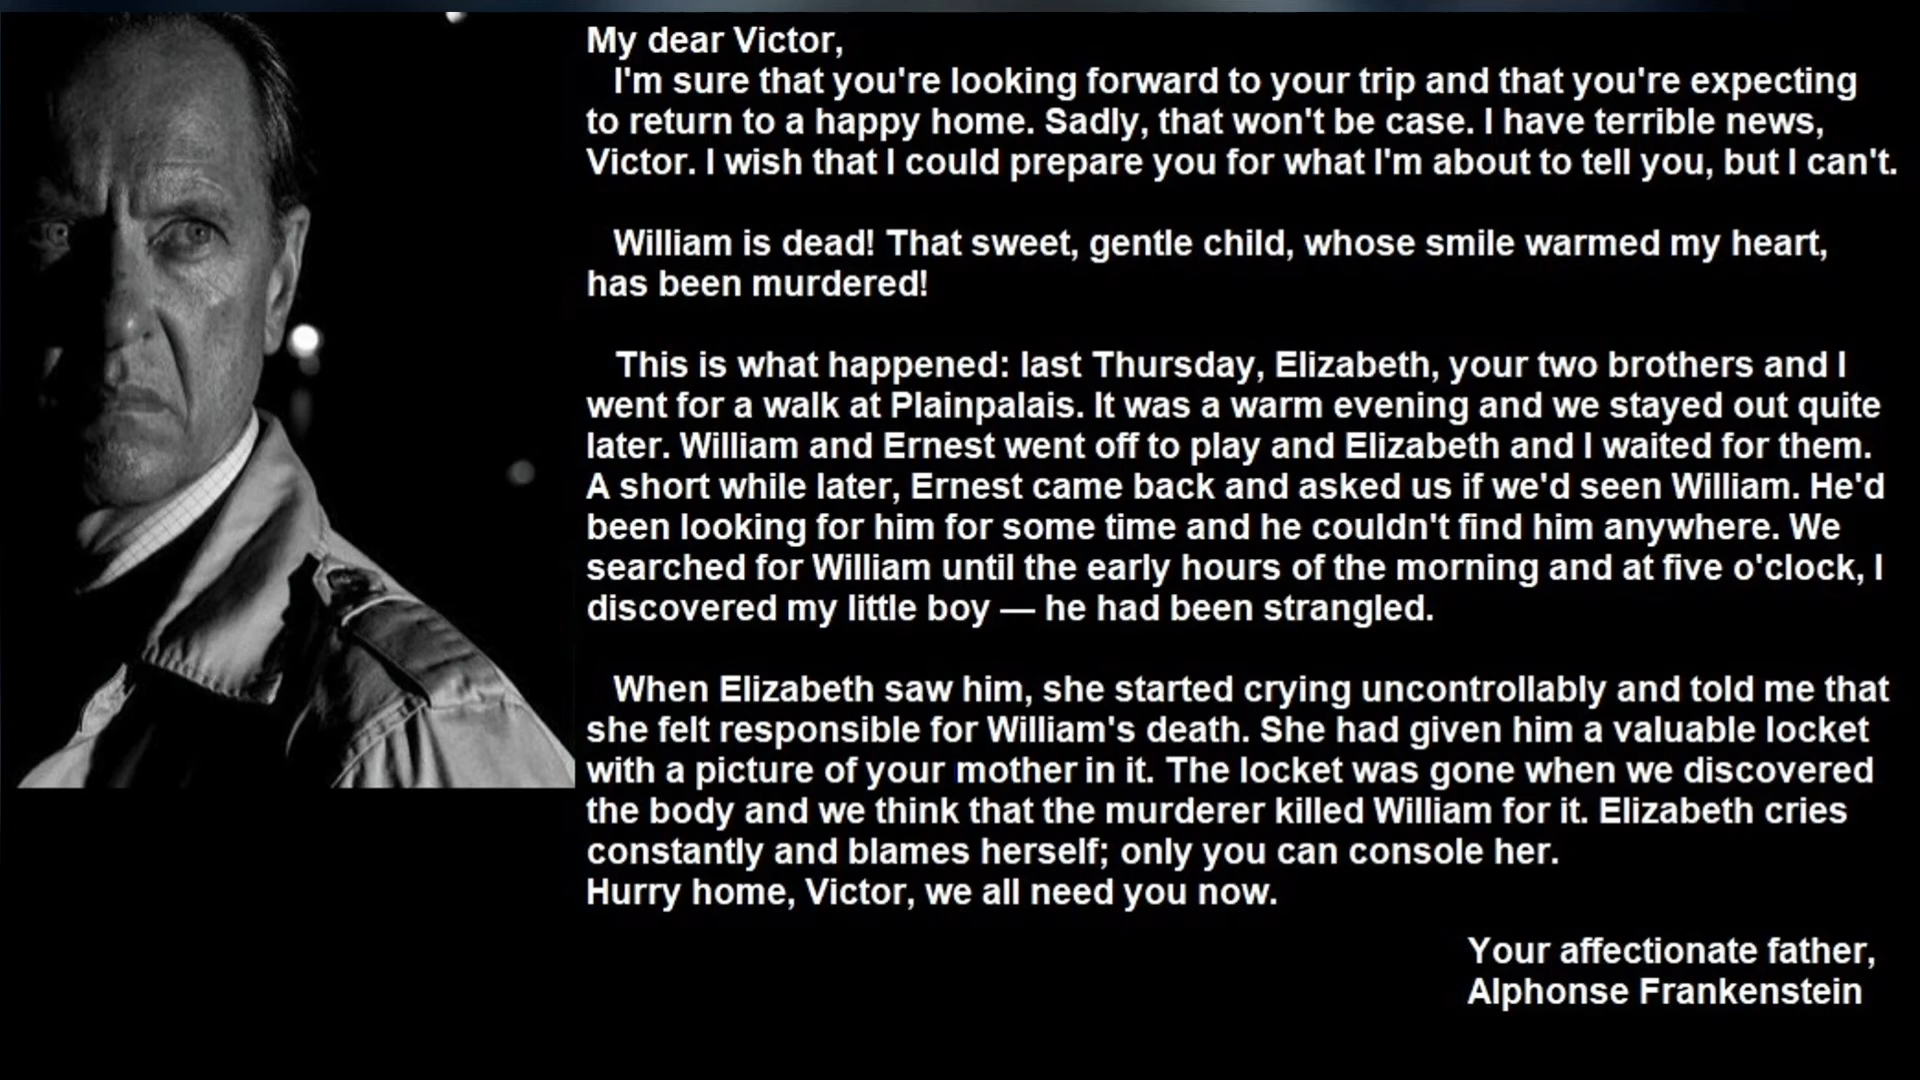 My dear Victor,
I'm sure that you're looking forward to your trip and that you're expecting
to return to a happy home. Sadly, that won't be case. I have terrible news,
Victor. I wish that I could prepare you for what I'm about to tell you, but I can't.
William is dead! That sweet, gentle child, whose smile warmed my heart,
has been murdered!
This is what happened: last Thursday, Elizabeth, your two brothers and I
went for a walk at Plainpalais. It was a warm evening and we stayed out quite
later. William and Ernest went off to play and Elizabeth and I waited for them.
A short while later, Ernest came back and asked us if we'd seen William. He'd
been looking for him for some time and he couldn't find him anywhere. We
searched for William until the early hours of the morning and at five o'clock, I
discovered my little boy — he had been strangled.
When Elizabeth saw him, she started crying uncontrollably and told me that
she felt responsible for William's death. She had given him a valuable locket
with a picture of your mother in it. The locket was gone when we discovered
the body and we think that the murderer killed William for it. Elizabeth cries
constantly and blames herself; only you can console her.
Hurry home, Victor, we all need you now.
Your affectionate father,
Alphonse Frankenstein